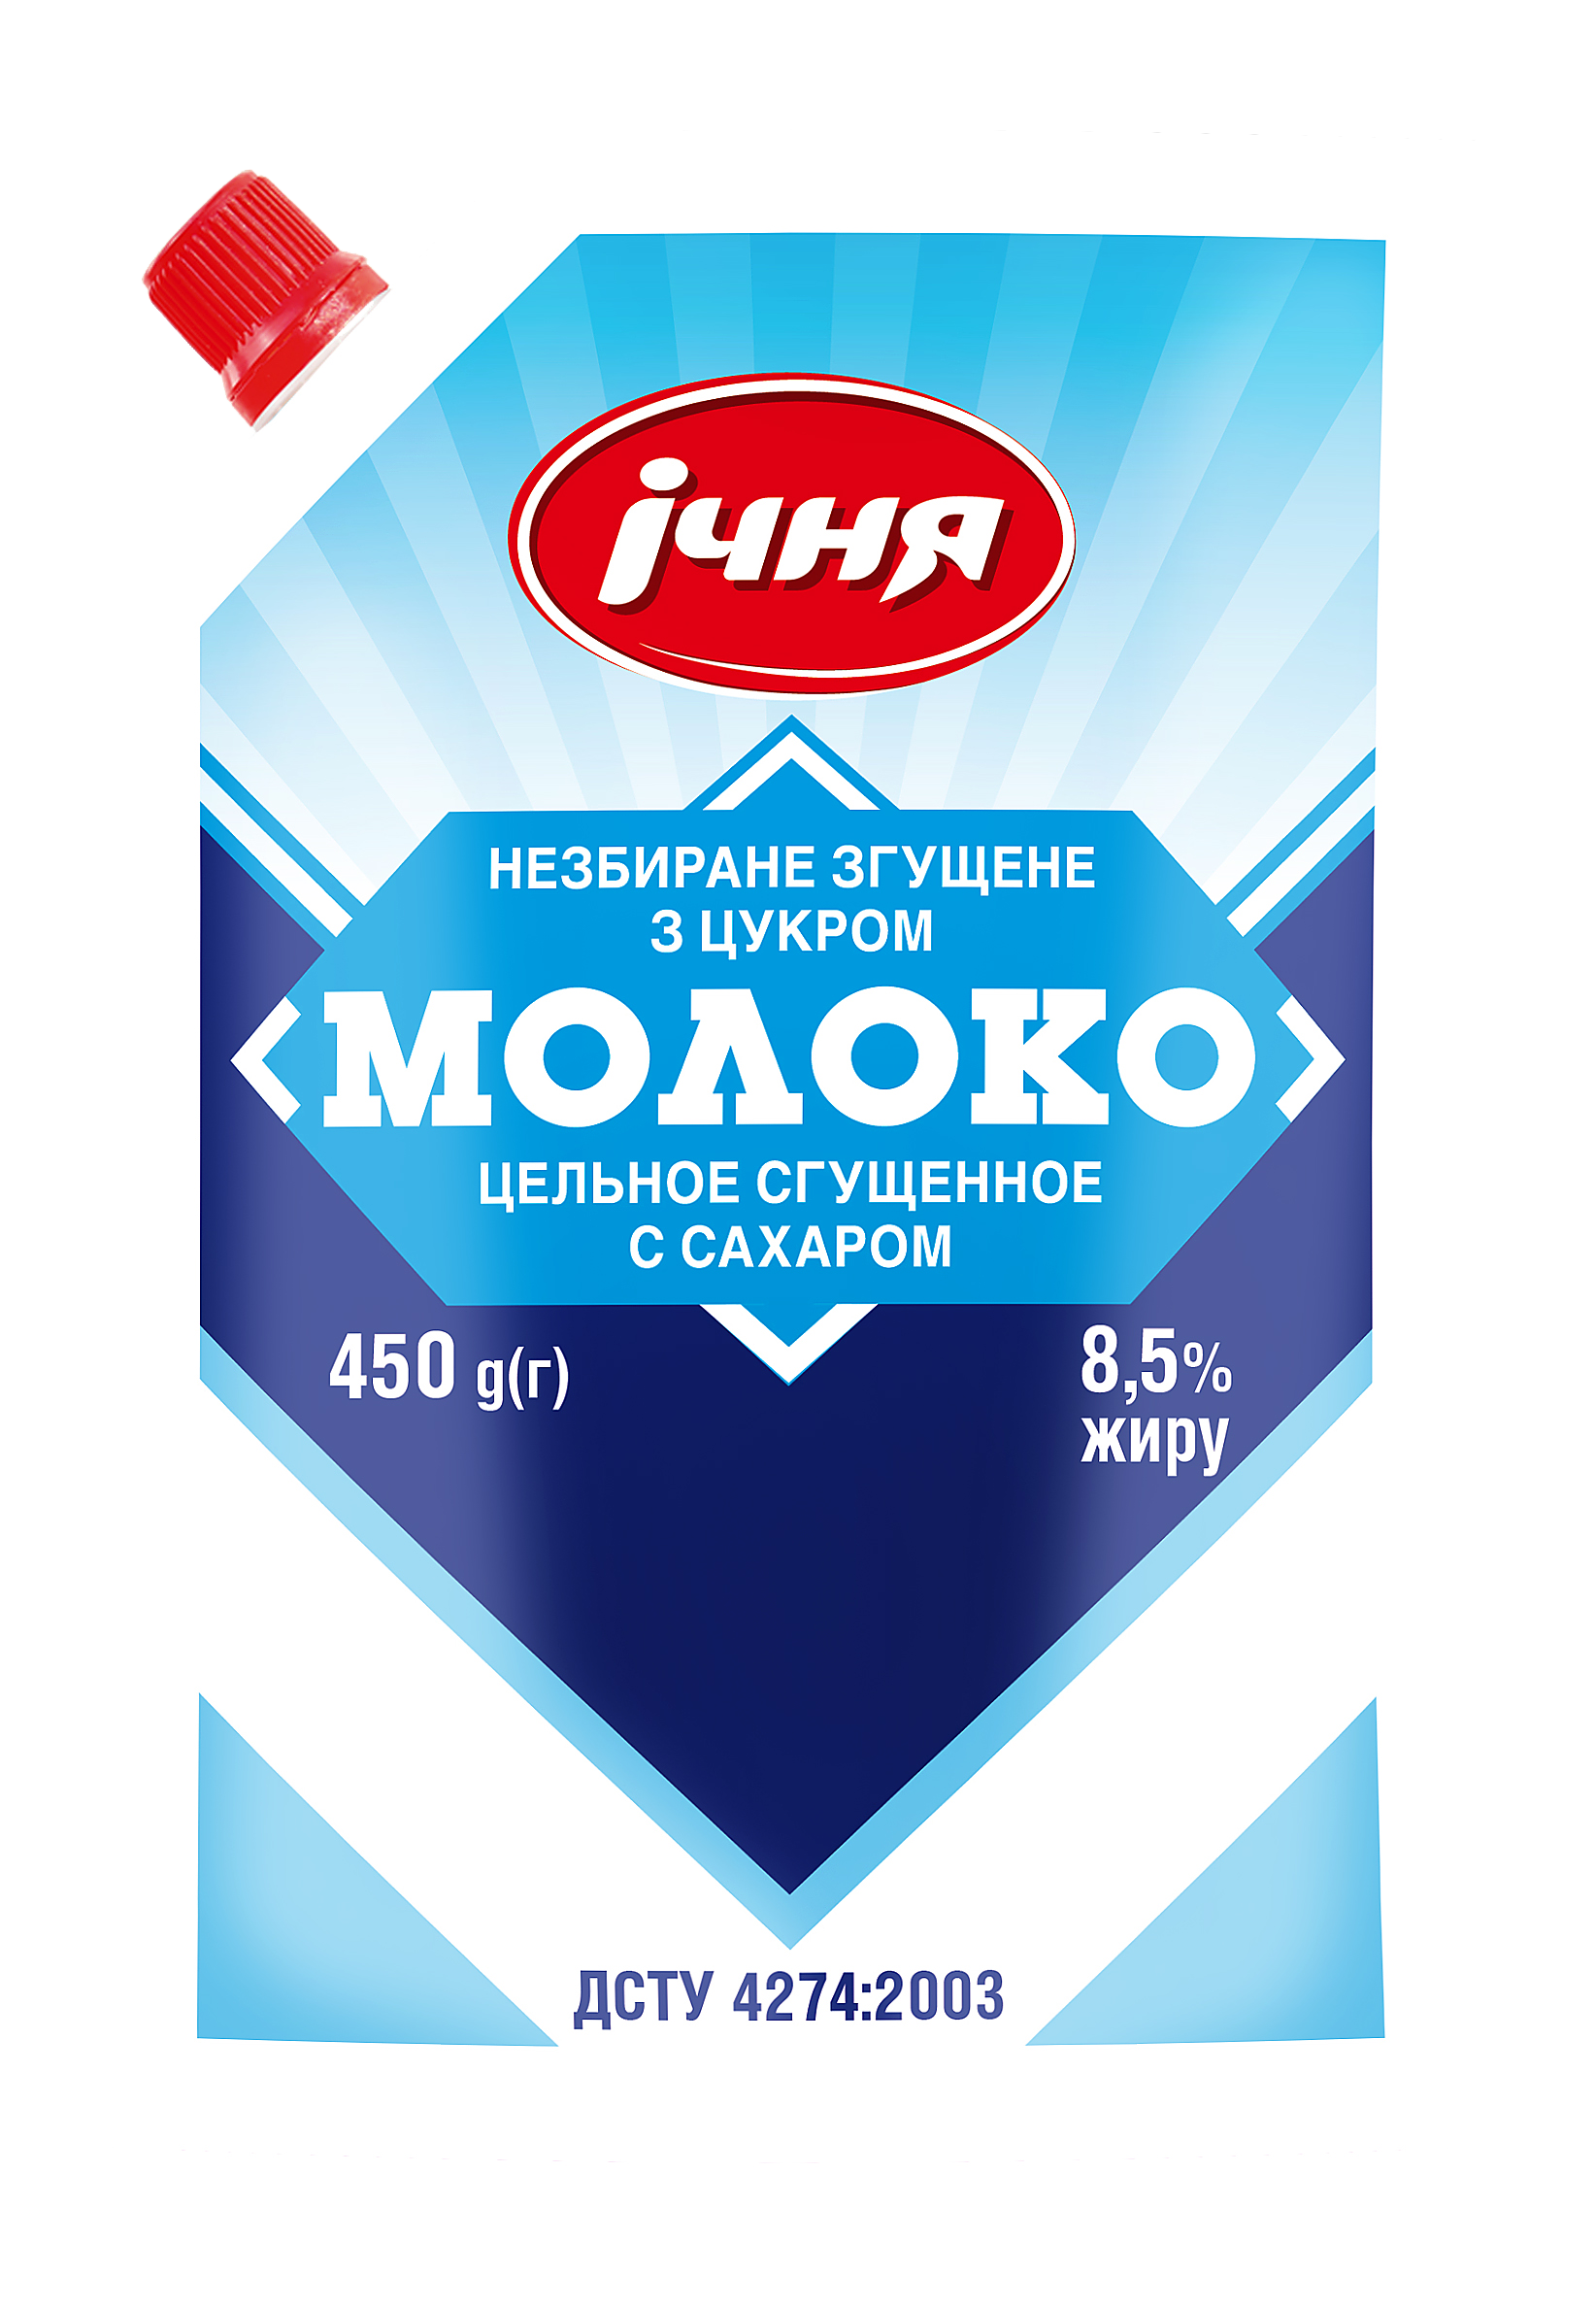 ічня
НЕЗБИРАНЕ ЗГУЩЕНЕ
З ЦУКРОМ
МОЛОКО
ЦЕЛЬНОЕ СГУЩЕННОЕ
С САХАРОМ
450 g(г)
8,5%
жиру
ДСТУ 4274:2003